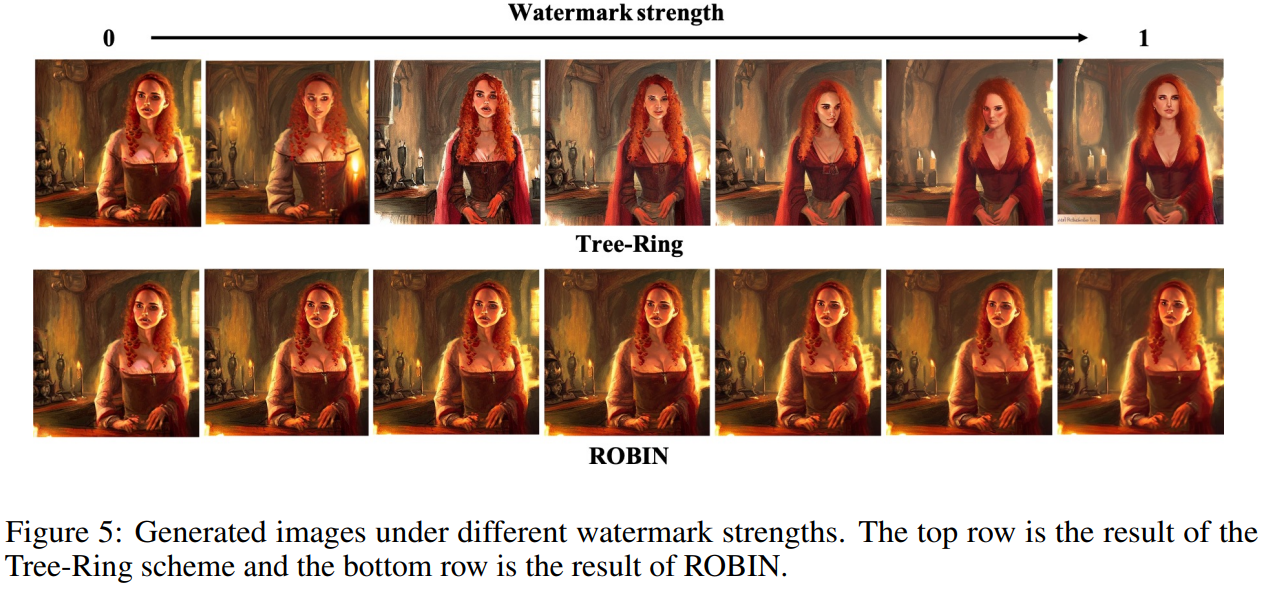 Watermark strength
0 1
Tree-Ring
ROBIN
Figure 5: Generated images under different watermark strengths. The top row is the result of the
Tree-Ring scheme and the bottom row is the result of ROBIN.